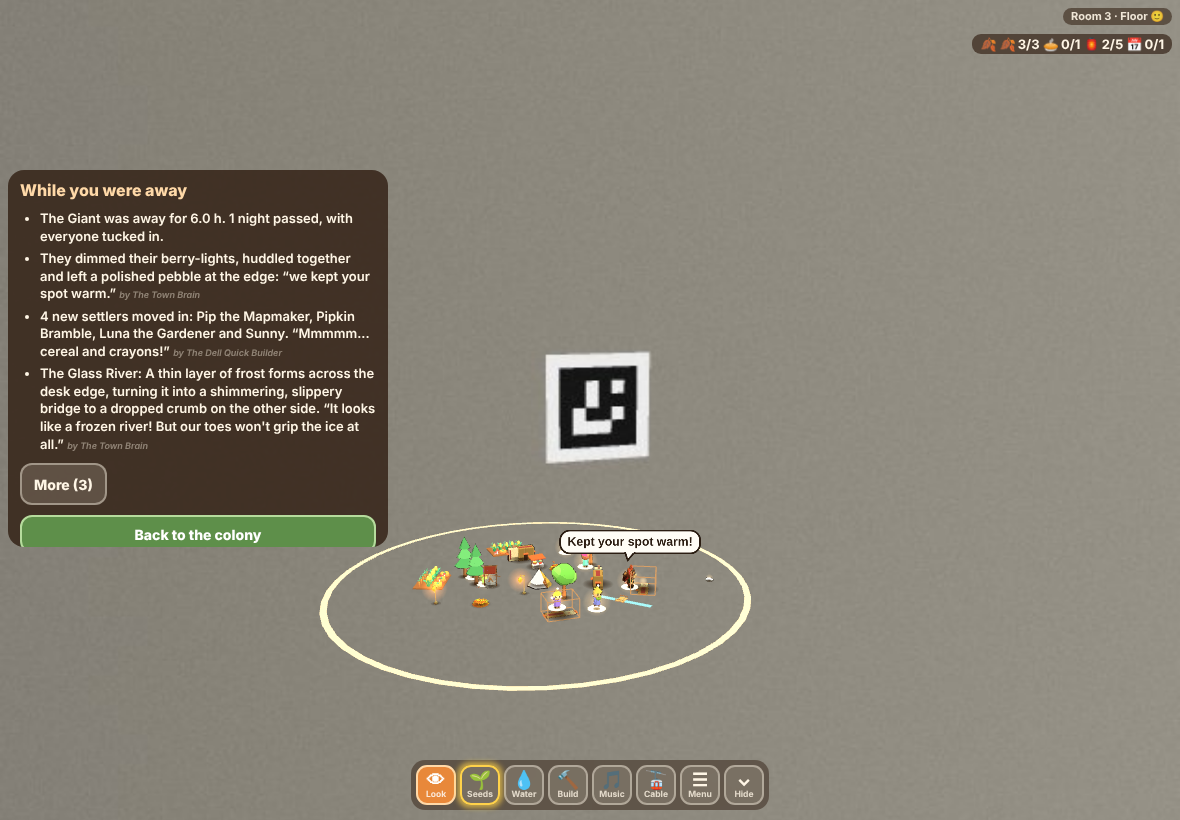 Room 3 · Floor 🙂
🍂 🍂 3/3 🥧 0/1 🧧 2/5 📅 0/1
While you were away
• The Giant was away for 6.0 h. 1 night passed, with
everyone tucked in.
• They dimmed their berry-lights, huddled together
and left a polished pebble at the edge: “we kept your
spot warm.” by The Town Brain
• 4 new settlers moved in: Pip the Mapmaker, Pipkin
Bramble, Luna the Gardener and Sunny. “Mmmmm...
cereal and crayons!” by The Dell Quick Builder
• The Glass River: A thin layer of frost forms across the
desk edge, turning it into a shimmering, slippery
bridge to a dropped crumb on the other side. “It looks
like a frozen river! But our toes won't grip the ice at
all.” by The Town Brain
More (3)
Back to the colony
Kept your spot warm!
Look Seeds Water Build Music Cable Menu Hide